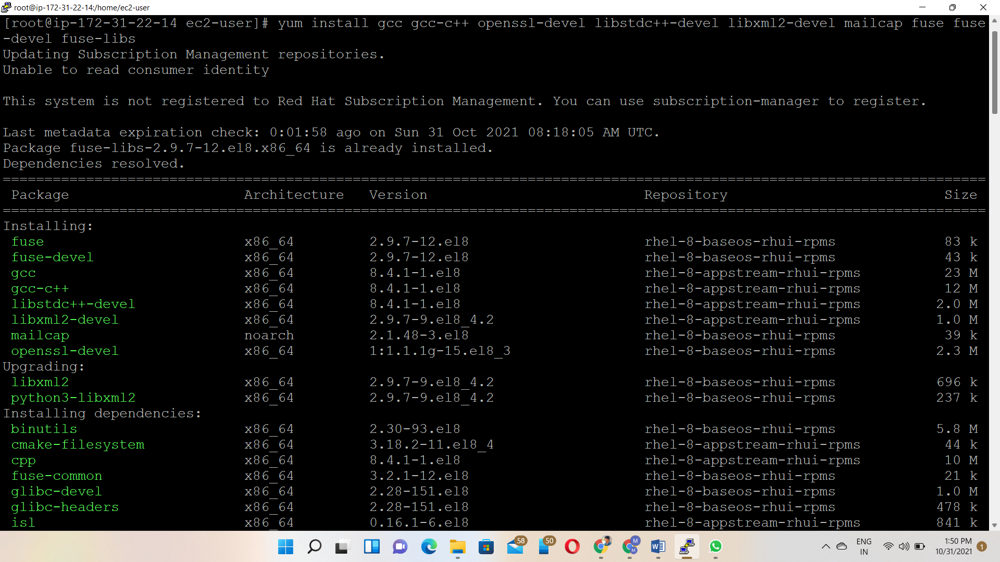 root@ip-172-31-22-14:/home/ec2-user
[root@ip-172-31-22-14 ec2-user]# yum install gcc gcc-c++ openssl-devel libstdc++-devel libxml2-devel mailcap fuse fuse
-devel fuse-libs
Updating Subscription Management repositories.
Unable to read consumer identity
This system is not registered to Red Hat Subscription Management. You can use subscription-manager to register.
Last metadata expiration check: 0:01:58 ago on Sun 31 Oct 2021 08:18:05 AM UTC.
Package fuse-libs-2.9.7-12.el8.x86_64 is already installed.
Dependencies resolved.
Package Architecture Version Repository Size
Installing:
fuse x86_64 2.9.7-12.el8 rhel-8-baseos-rhui-rpms 83 k
fuse-devel x86_64 2.9.7-12.el8 rhel-8-baseos-rhui-rpms 43 k
gcc x86_64 8.4.1-1.el8 rhel-8-appstream-rhui-rpms 23 M
gcc-c++ x86_64 8.4.1-1.el8 rhel-8-appstream-rhui-rpms 12 M
libstdc++-devel x86_64 8.4.1-1.el8 rhel-8-appstream-rhui-rpms 2.0 M
libxml2-devel x86_64 2.9.7-9.el8_4.2 rhel-8-appstream-rhui-rpms 1.0 M
mailcap noarch 2.1.48-3.el8 rhel-8-baseos-rhui-rpms 39 k
openssl-devel x86_64 1:1.1.1g-15.el8_3 rhel-8-baseos-rhui-rpms 2.3 M
Upgrading:
libxml2 x86_64 2.9.7-9.el8_4.2 rhel-8-baseos-rhui-rpms 696 k
python3-libxml2 x86_64 2.9.7-9.el8_4.2 rhel-8-baseos-rhui-rpms 237 k
Installing dependencies:
binutils x86_64 2.30-93.el8 rhel-8-baseos-rhui-rpms 5.8 M
cmake-filesystem x86_64 3.18.2-11.el8_4 rhel-8-appstream-rhui-rpms 44 k
cpp x86_64 8.4.1-1.el8 rhel-8-appstream-rhui-rpms 10 M
fuse-common x86_64 3.2.1-12.el8 rhel-8-baseos-rhui-rpms 21 k
glibc-devel x86_64 2.28-151.el8 rhel-8-baseos-rhui-rpms 1.0 M
glibc-headers x86_64 2.28-151.el8 rhel-8-baseos-rhui-rpms 478 k
isl x86_64 0.16.1-6.el8 rhel-8-appstream-rhui-rpms 841 k
58 50 M M
ENG 1:50 PM
IN 10/31/2021 1